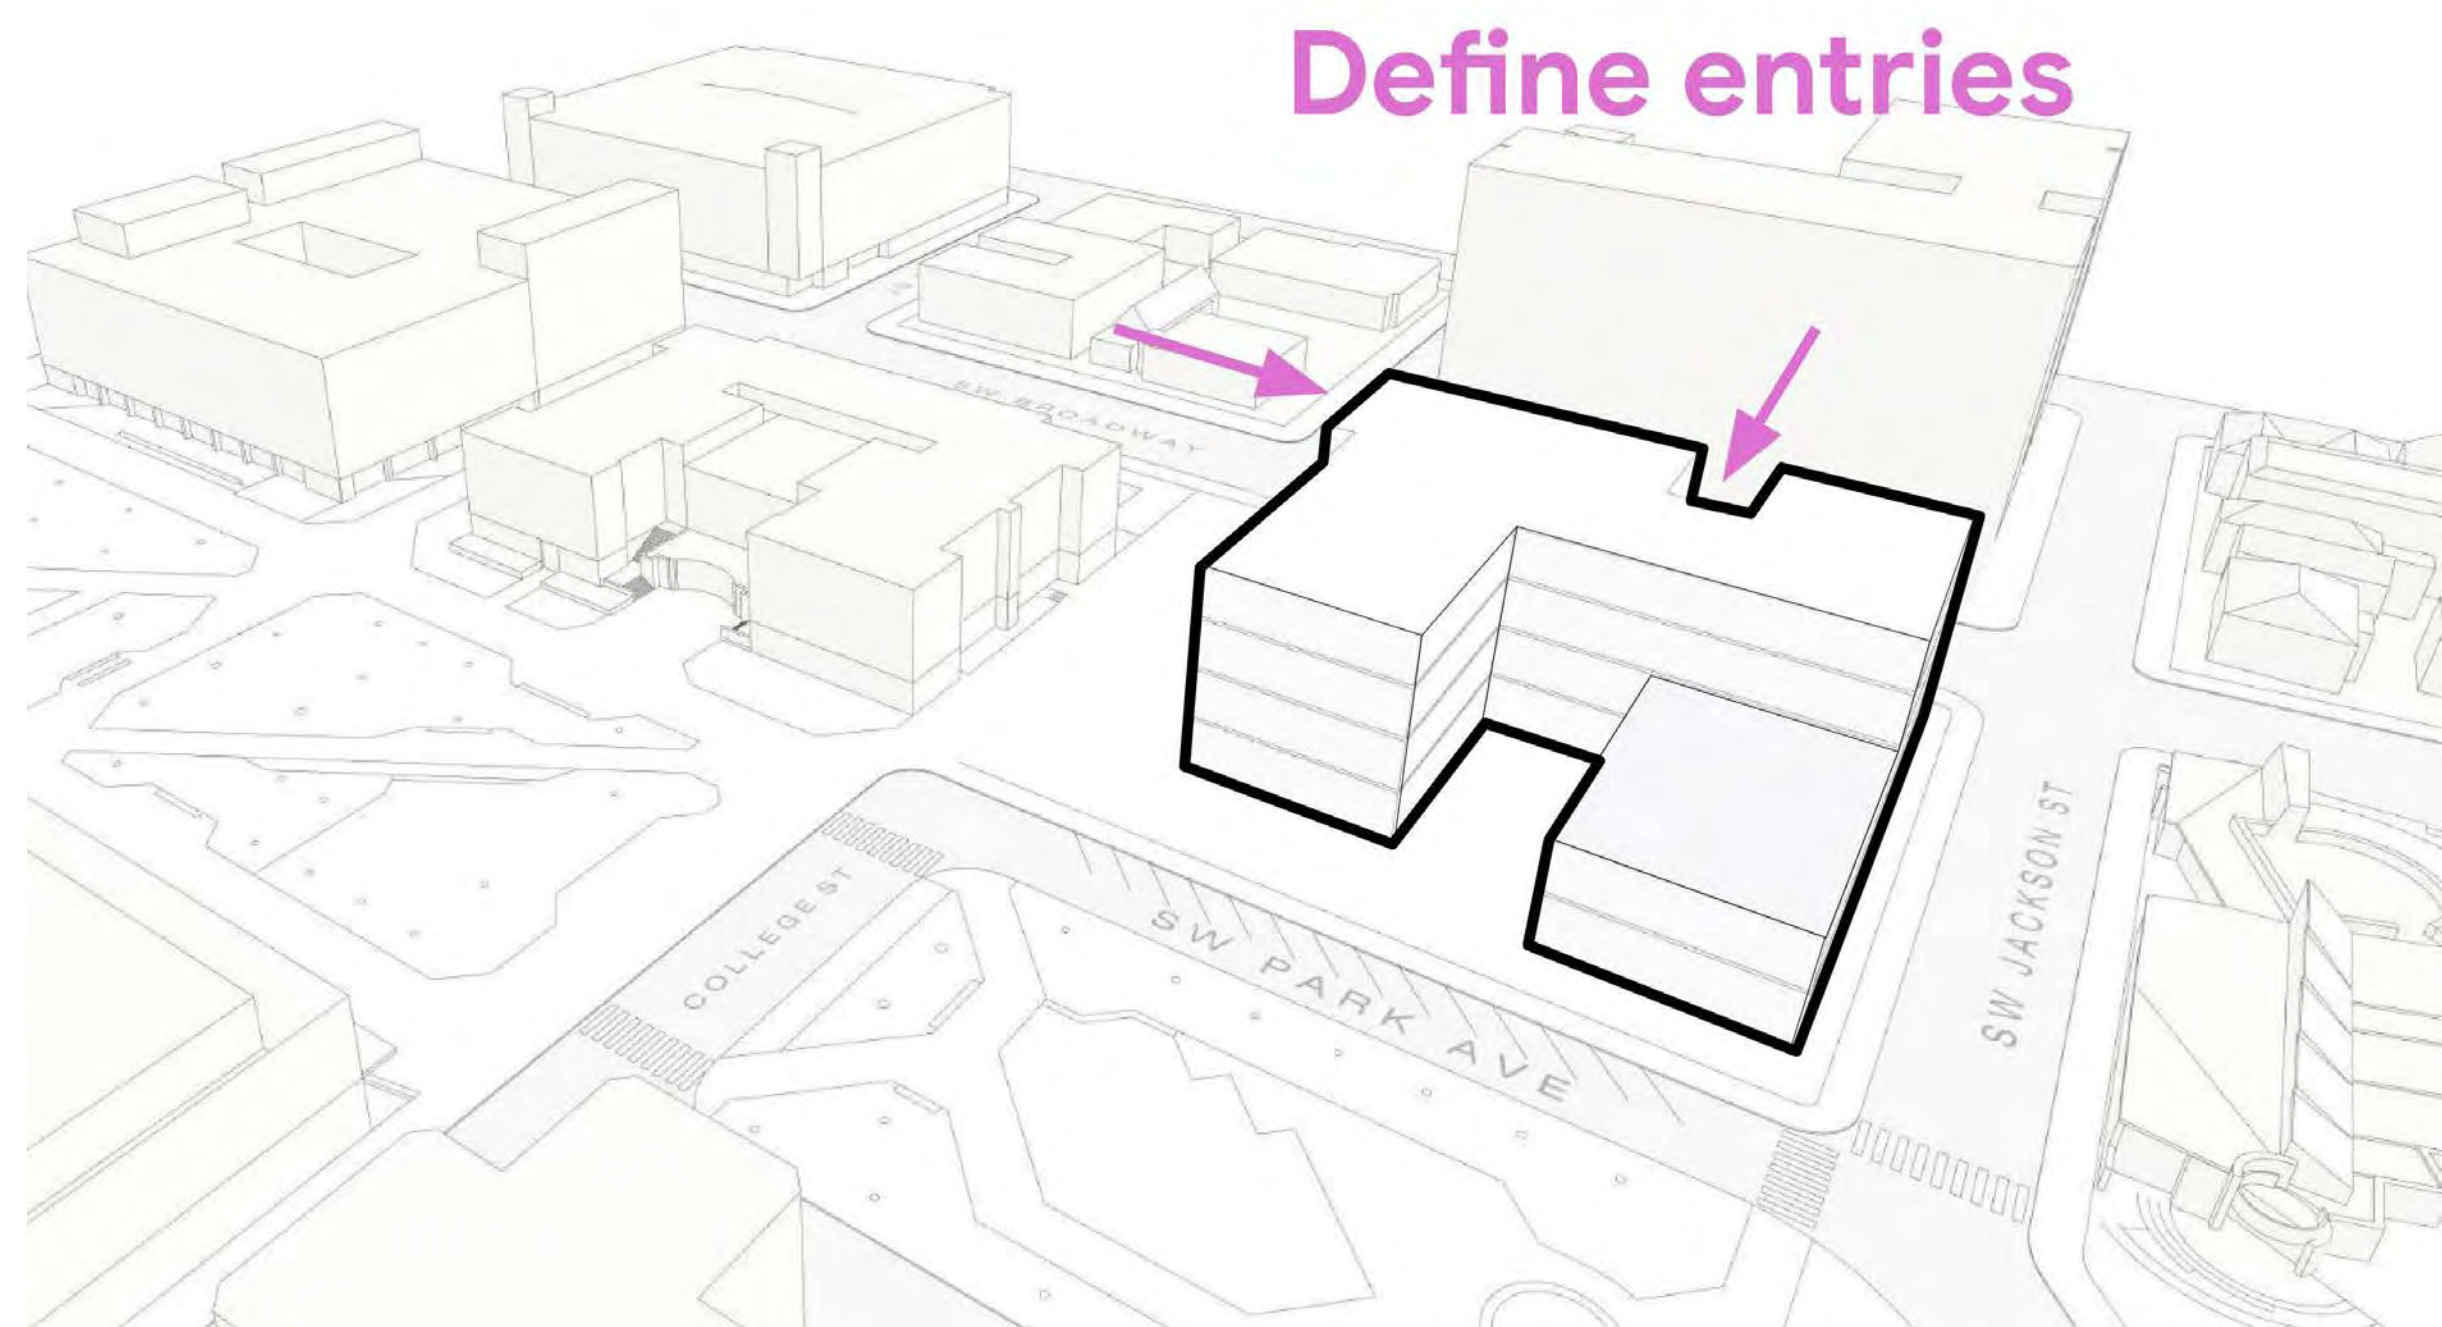 Define entries
SW BROADWAY
COLLEGE ST
SW PARK AVE
SW JACKSON ST